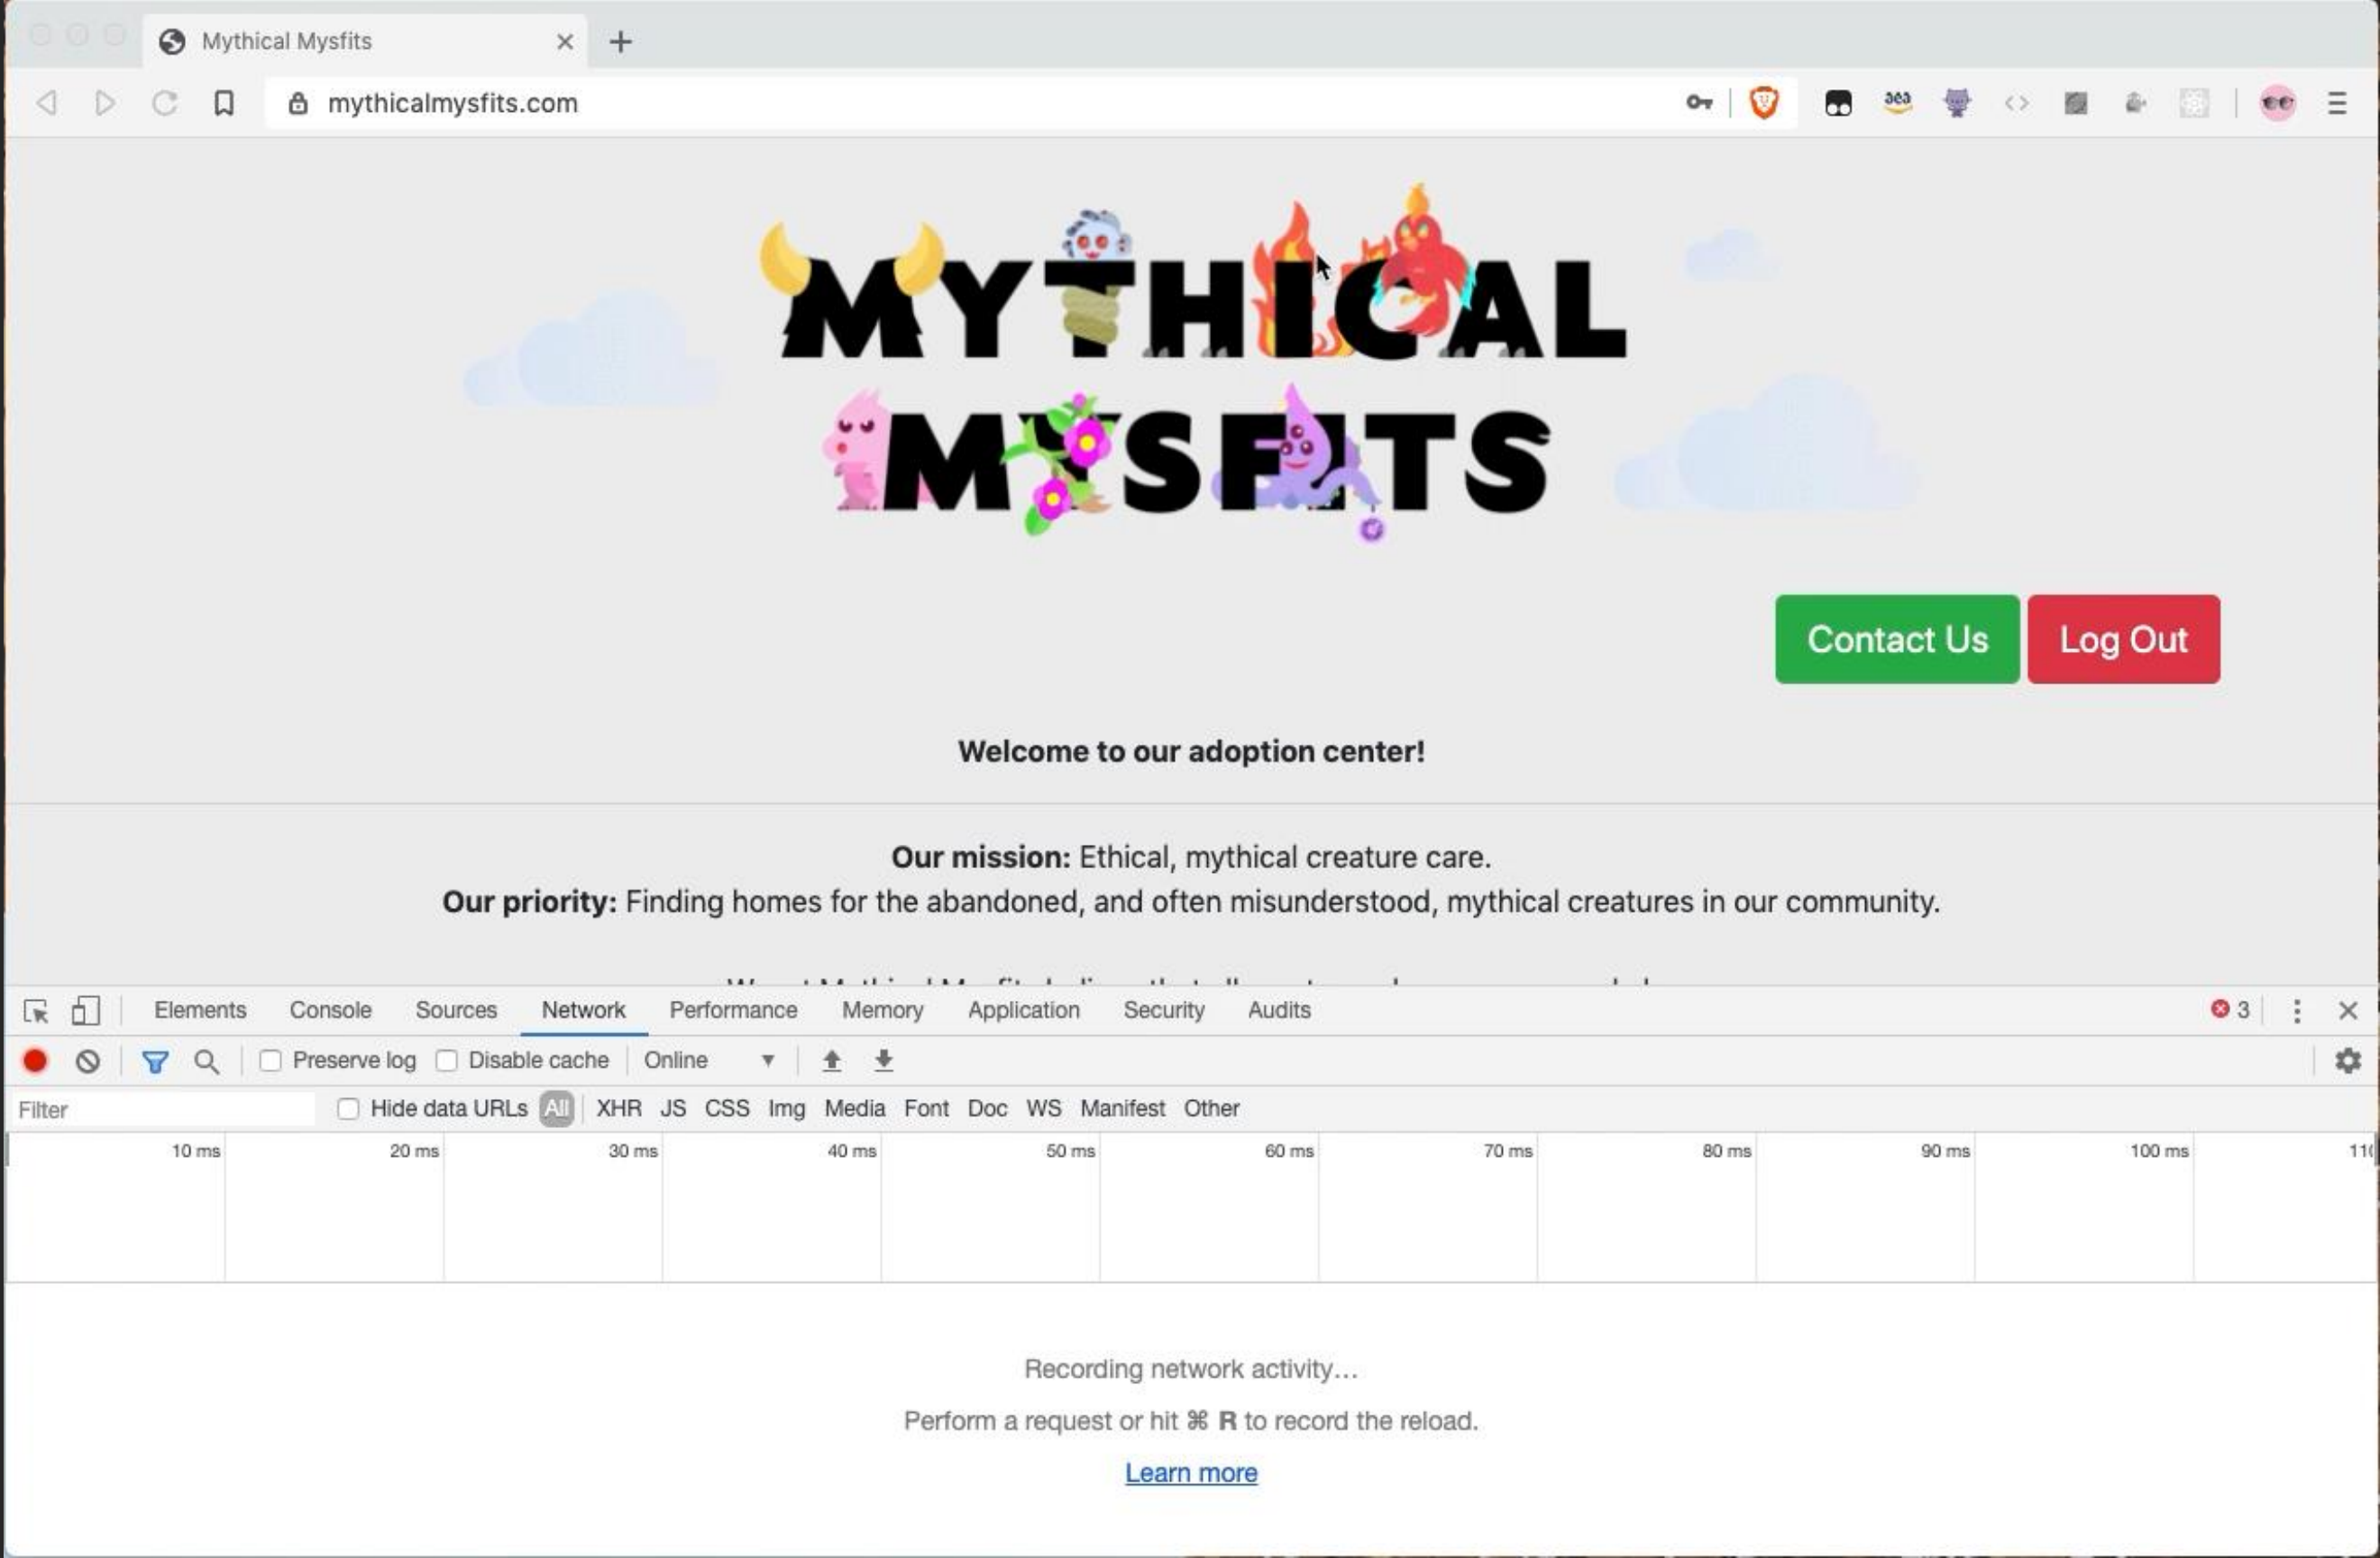 Mythical Mysfits
mythicalmysfits.com
aea
MYTHICAL
MYSFITS
Contact Us Log Out
Welcome to our adoption center!
Our mission: Ethical, mythical creature care.
Our priority: Finding homes for the abandoned, and often misunderstood, mythical creatures in our community.
Elements Console Sources Network Performance Memory Application Security Audits 3
Preserve log Disable cache Online
Filter Hide data URLs All XHR JS CSS Img Media Font Doc WS Manifest Other
10 ms 20 ms 30 ms 40 ms 50 ms 60 ms 70 ms 80 ms 90 ms 100 ms 110
Recording network activity...
Perform a request or hit ⌘ R to record the reload.
Learn more